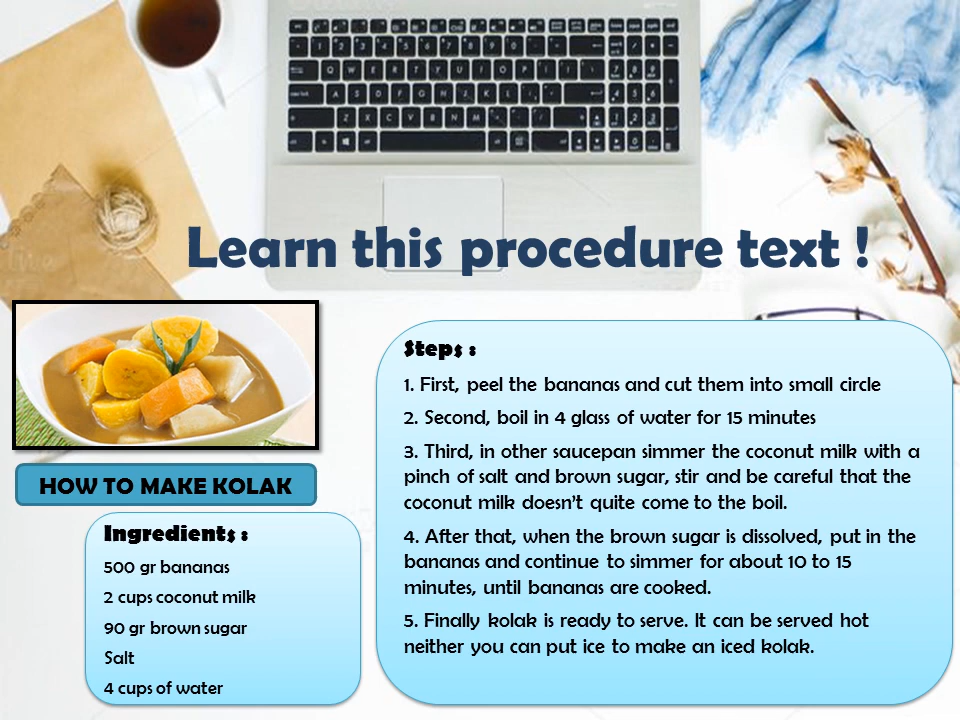 Learn this procedure text !
HOW TO MAKE KOLAK
Ingredients :
500 gr bananas
2 cups coconut milk
90 gr brown sugar
Salt
4 cups of water
Steps :
1. First, peel the bananas and cut them into small circle
2. Second, boil in 4 glass of water for 15 minutes
3. Third, in other saucepan simmer the coconut milk with a
pinch of salt and brown sugar, stir and be careful that the
coconut milk doesn’t quite come to the boil.
4. After that, when the brown sugar is dissolved, put in the
bananas and continue to simmer for about 10 to 15
minutes, until bananas are cooked.
5. Finally kolak is ready to serve. It can be served hot
neither you can put ice to make an iced kolak.